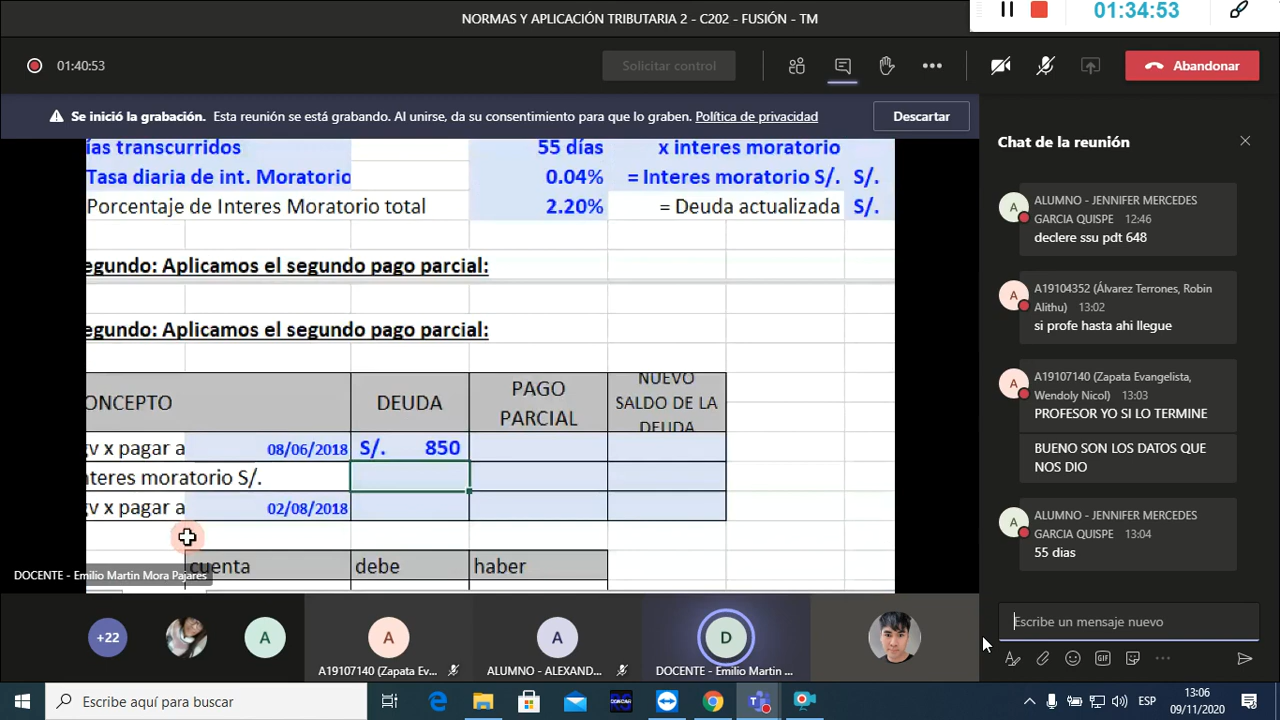 NORMAS Y APLICACIÓN TRIBUTARIA 2 - C202 - FUSIÓN - TM
01:34:53
01:40:53
Solicitar control
Abandonar
Se inició la grabación. Esta reunión se está grabando. Al unirse, da su consentimiento para que lo graben. Política de privacidad
Descartar
ías transcurridos 55 días x interes moratorio
Tasa diaria de int. Moratorio 0.04% = Interes moratorio S/. S/.
Porcentaje de Interes Moratorio total 2.20% = Deuda actualizada S/.
egundo: Aplicamos el segundo pago parcial:
egundo: Aplicamos el segundo pago parcial:
ONCEPTO DEUDA PAGO PARCIAL NUEVO SALDO DE LA DEUDA
gv x pagar a 08/06/2018 S/. 850
nteres moratorio S/.
gv x pagar a 02/08/2018
cuenta debe haber
DOCENTE - Emilio Martin Mora Pajares
+22
A
A
A19107140 (Zapata Ev...
A
ALUMNO - ALEXAND...
D
DOCENTE - Emilio Martin ...
Chat de la reunión
A
ALUMNO - JENNIFER MERCEDES
GARCIA QUISPE 12:46
declere ssu pdt 648
A
A19104352 (Álvarez Terrones, Robin
Alithu) 13:02
si profe hasta ahi llegue
A
A19107140 (Zapata Evangelista,
Wendoly Nicol) 13:03
PROFESOR YO SI LO TERMINE
BUENO SON LOS DATOS QUE
NOS DIO
A
ALUMNO - JENNIFER MERCEDES
GARCIA QUISPE 13:04
55 dias
Escribe un mensaje nuevo
GIF
Escribe aquí para buscar
ESP
13:06
09/11/2020